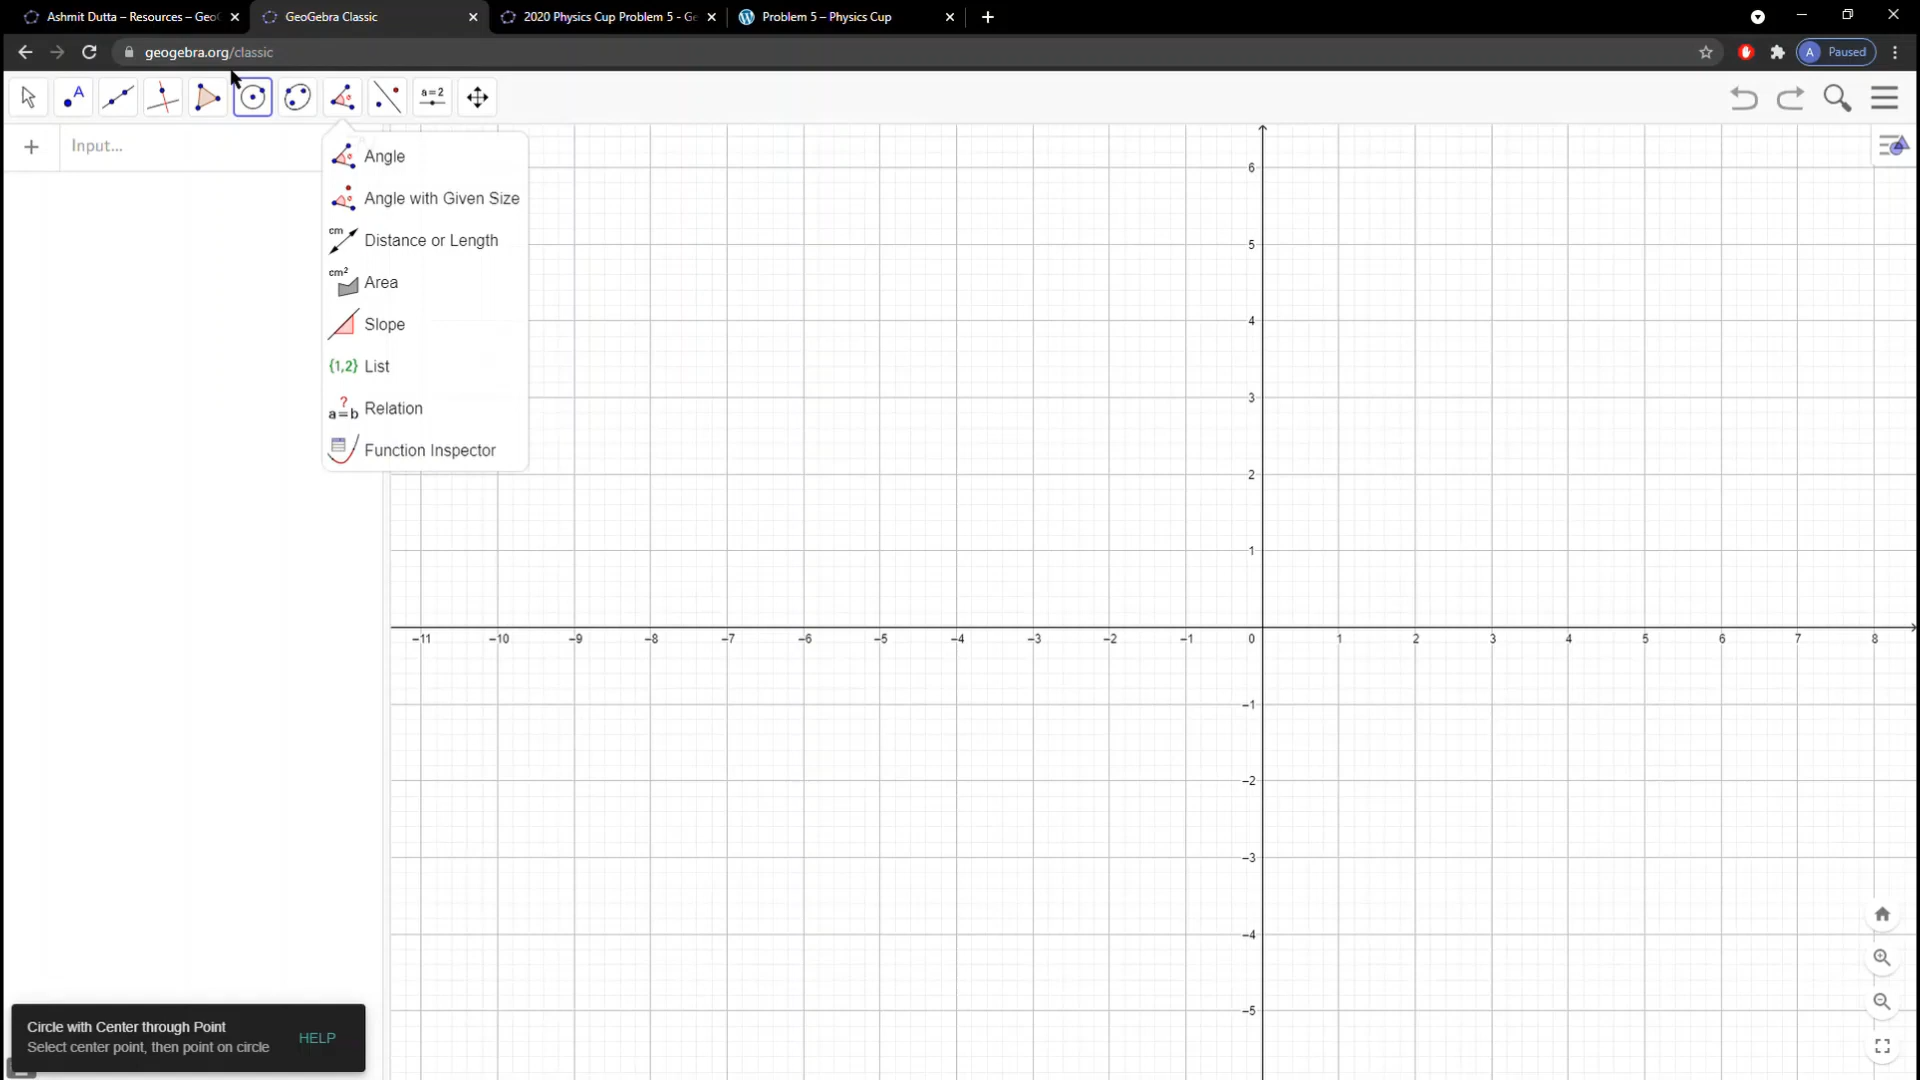 Ashmit Dutta – Resources – Geo
GeoGebra Classic
2020 Physics Cup Problem 5 - Ge
Problem 5 – Physics Cup
geogebra.org/classic
A Paused
A
a=2
Input...
Angle
Angle with Given Size
cm Distance or Length
cm² Area
Slope
{1,2} List
? a=b Relation
Function Inspector
6
5
4
3
2
1
-11 -10 -9 -8 -7 -6 -5 -4 -3 -2 -1 0 1 2 3 4 5 6 7 8
-1
-2
-3
-4
-5
Circle with Center through Point
Select center point, then point on circle
HELP